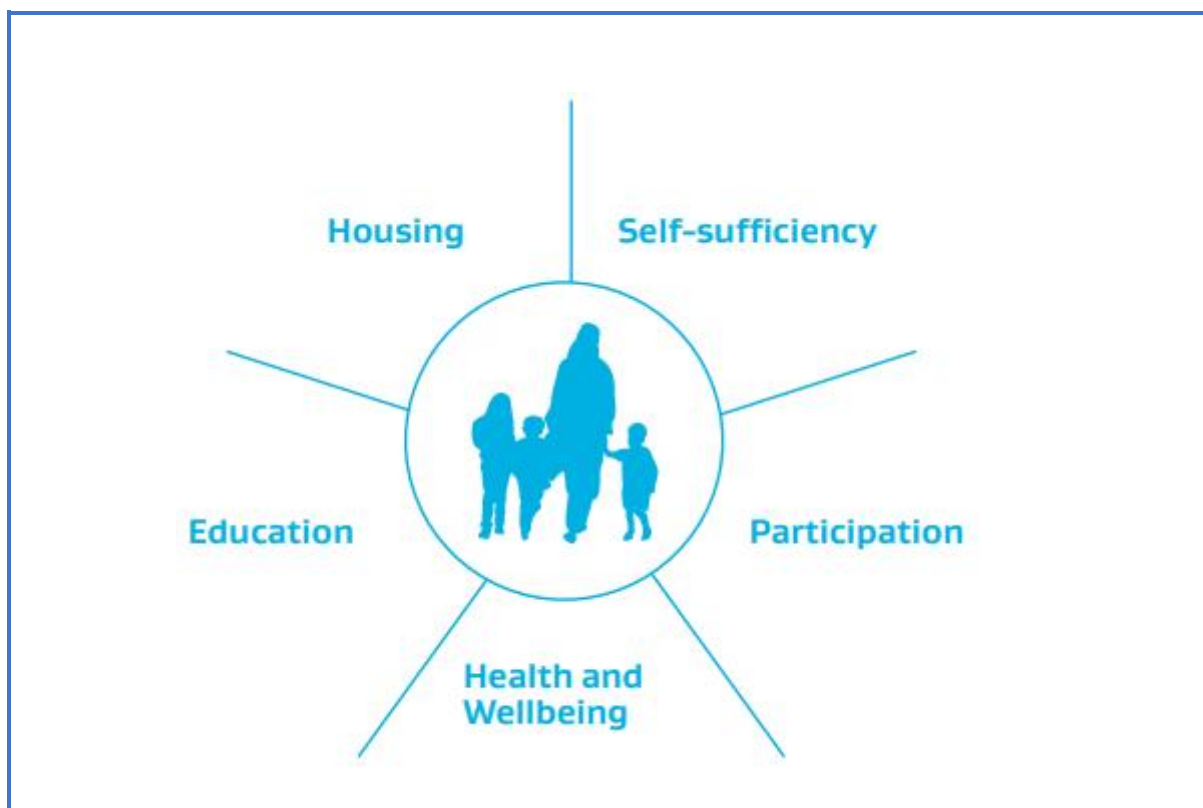 Housing
Self-sufficiency
Education
Participation
Health and
Wellbeing